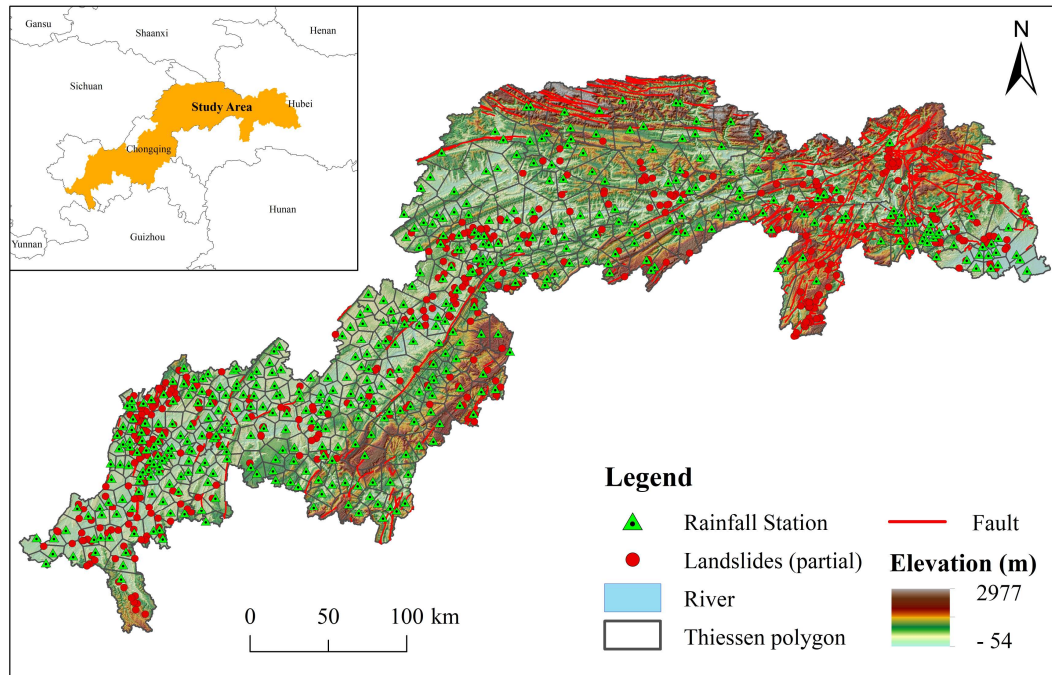 Gansu
Shaanxi
Henan
Sichuan
Study Area
Hubei
Chongqing
Hunan
Guizhou
Yunnan
N
Legend
Rainfall Station
Fault
Landslides (partial)
Elevation (m)
River
2977
Thiessen polygon
- 54
0 50 100 km